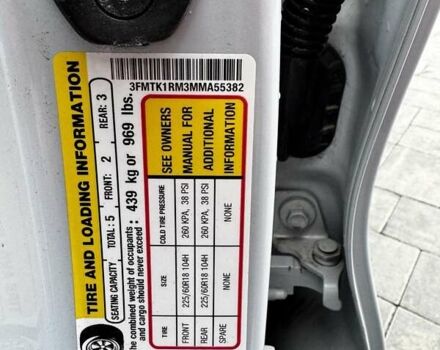 3FMTK1RM3MMA55382
TIRE AND LOADING INFORMATION
SEATING CAPACITY TOTAL: 5 FRONT: 2 REAR: 3
he combined weight of occupants
and cargo should never exceed : 439 kg or 969 lbs.
TIRE SIZE COLD TIRE PRESSURE
FRONT 225/60R18 104H 260 KPA, 38 PSI
REAR 225/60R18 104H 260 KPA, 38 PSI
SPARE NONE NONE
SEE OWNERS
MANUAL FOR
ADDITIONAL
INFORMATION